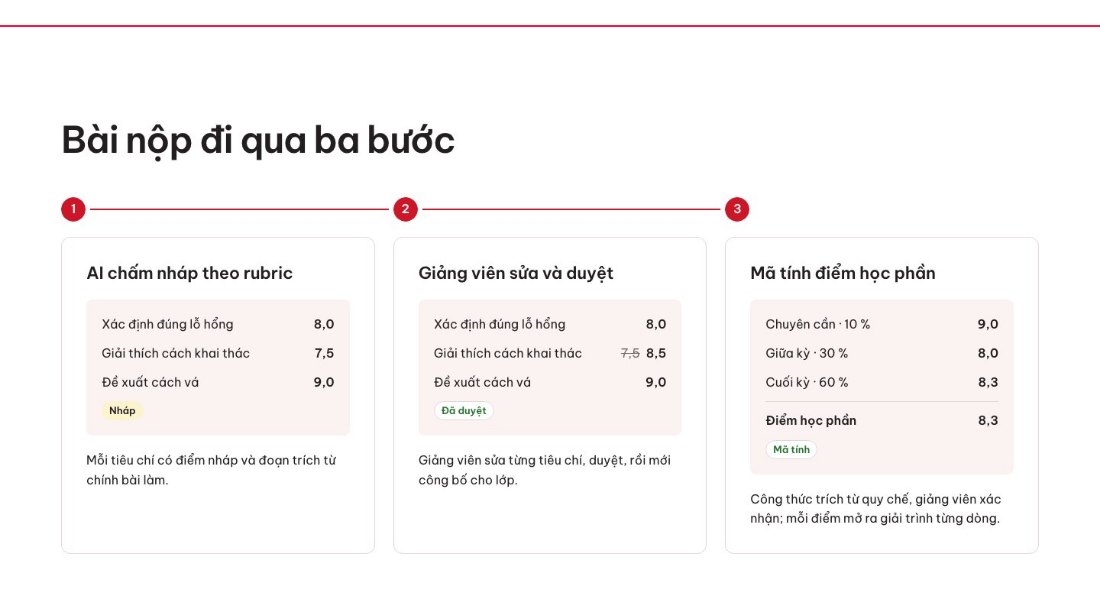 Bài nộp đi qua ba bước
1
2
3
AI chấm nháp theo rubric
Xác định đúng lỗ hổng 8,0
Giải thích cách khai thác 7,5
Đề xuất cách vá 9,0
Nháp
Mỗi tiêu chí có điểm nháp và đoạn trích từ
chính bài làm.
Giảng viên sửa và duyệt
Xác định đúng lỗ hổng 8,0
Giải thích cách khai thác 7,5 8,5
Đề xuất cách vá 9,0
Đã duyệt
Giảng viên sửa từng tiêu chí, duyệt, rồi mới
công bố cho lớp.
Mã tính điểm học phần
Chuyên cần · 10 % 9,0
Giữa kỳ · 30 % 8,0
Cuối kỳ · 60 % 8,3
Điểm học phần 8,3
Mã tính
Công thức trích từ quy chế, giảng viên xác
nhận; mỗi điểm mở ra giải trình từng dòng.